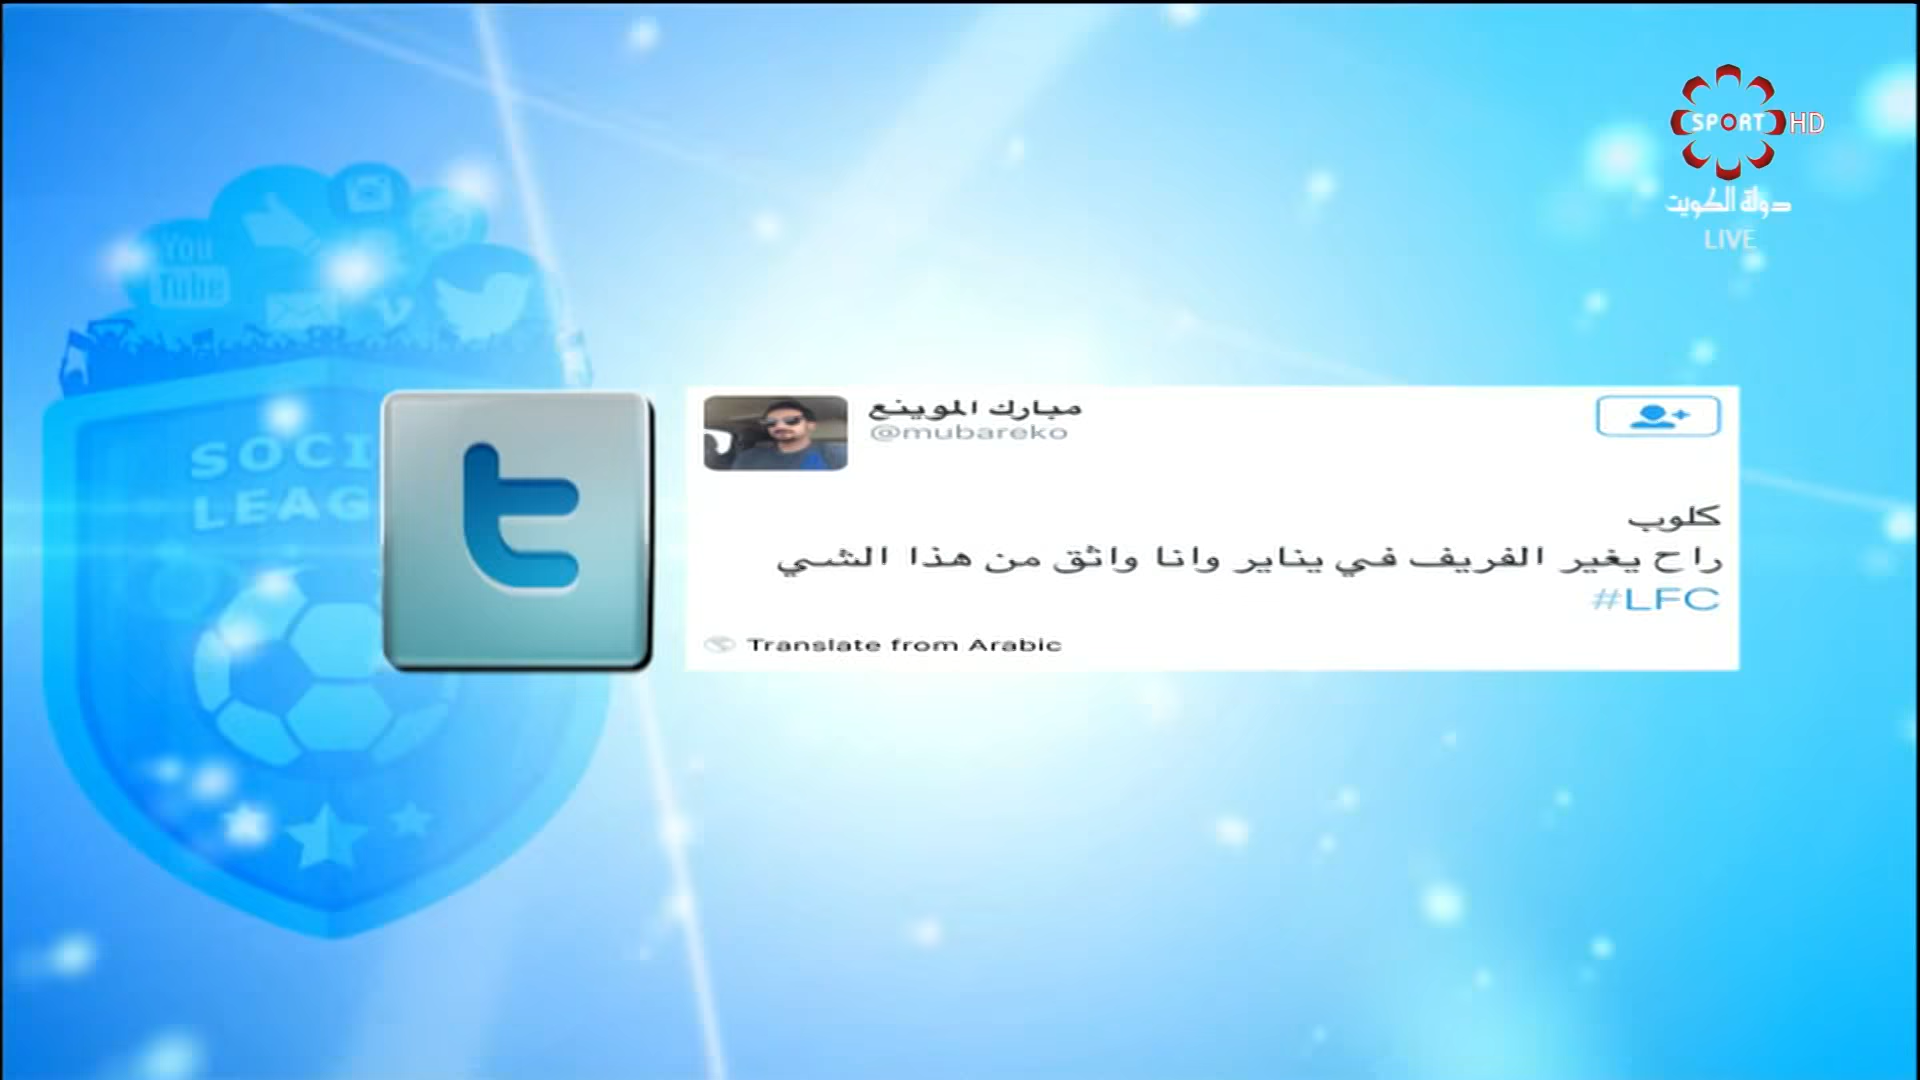 SPORT HD
دولة الكويت
LIVE
You
Tube
SOCI
LEAG
مبارك الموينع
@mubareko
كلوب
راح يغير الفريف في يناير وانا واثق من هذا الشي
#LFC
Translate from Arabic